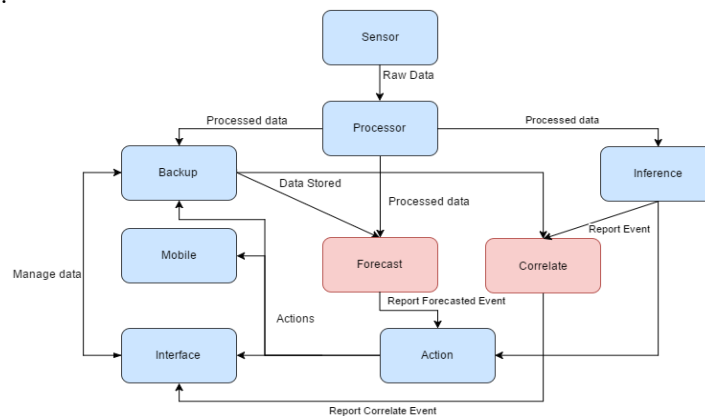 .
Sensor
Raw Data
Processed data
Processor
Processed data
Backup
Data Stored
Processed data
Inference
Report Event
Mobile
Forecast
Correlate
Manage data
Report Forecasted Event
Actions
Interface
Action
Report Correlate Event